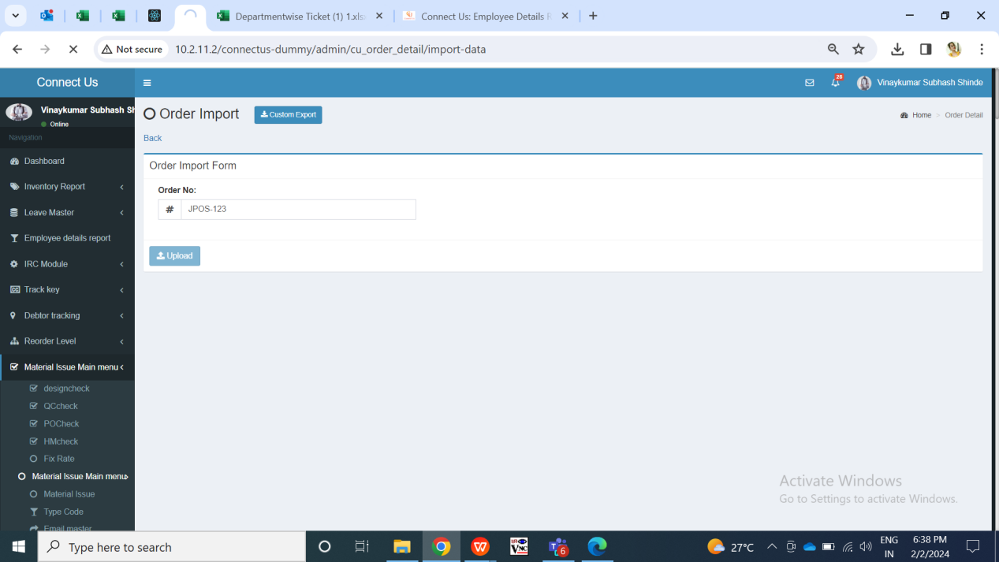 Departmentwise Ticket (1) 1.xls
Connect Us: Employee Details R
Not secure
10.2.11.2/connectus-dummy/admin/cu_order_detail/import-data
Connect Us
28
Vinaykumar Subhash Shinde
Vinaykumar Subhash Sh
Online
Navigation
Dashboard
Inventory Report
Leave Master
Employee details report
IRC Module
Track key
Debtor tracking
Reorder Level
Material Issue Main menu
designcheck
QCcheck
POCheck
HMcheck
Fix Rate
Material Issue Main menu
Material Issue
Type Code
Email master
Order Import
Custom Export
Home > Order Detail
Back
Order Import Form
Order No:
# JPOS-123
Upload
Activate Windows
Go to Settings to activate Windows.
Type here to search
6
27°C
ENG
IN
6:38 PM
2/2/2024